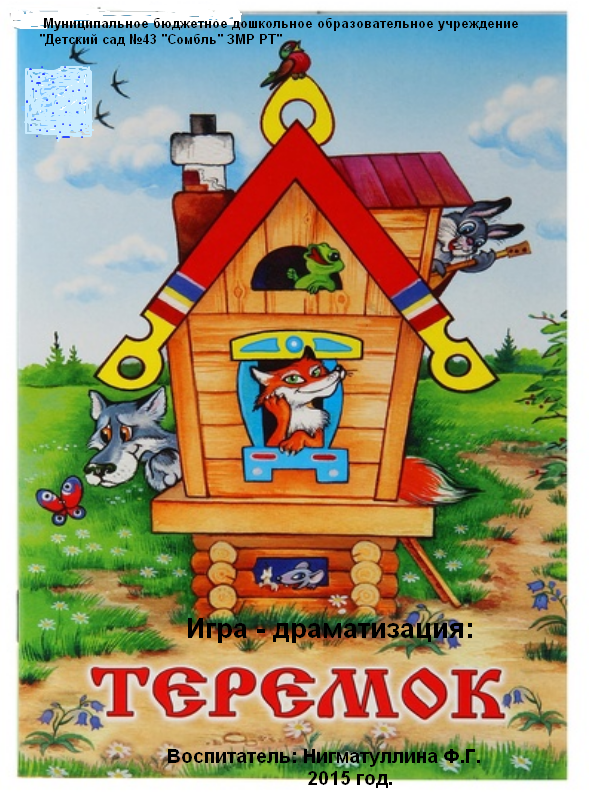 Муниципальное бюджетное дошкольное образовательное учреждение
"Детский сад №43 "Сомбль" ЗМР РТ"
Игра - драматизация:
ТЕРЕМОК
Воспитатель: Нигматуллина Ф.Г.
2015 год.